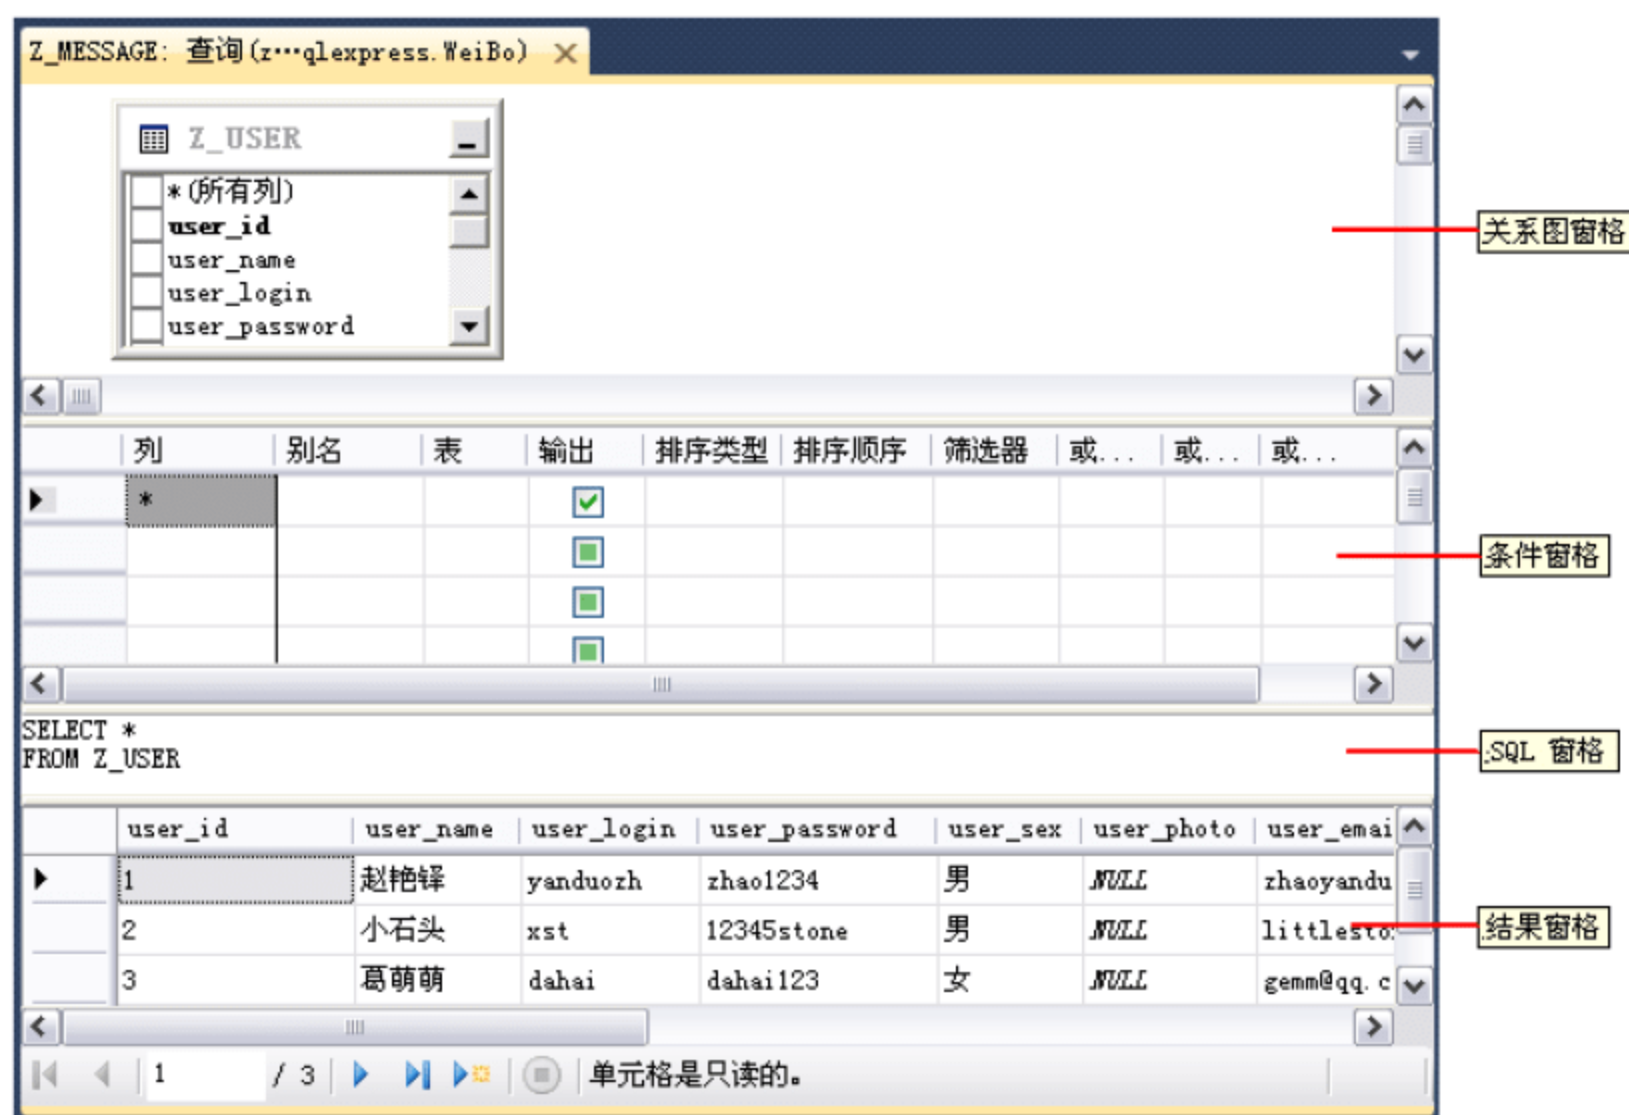 Z_MESSAGE: 查询(z…qlexpress.WeiBo)
Z_USER
*(所有列)
user_id
user_name
user_login
user_password
关系图窗格
列 别名 表 输出 排序类型 排序顺序 筛选器 或... 或... 或...
*
条件窗格
SELECT *
FROM Z_USER
SQL 窗格
user_id user_name user_login user_password user_sex user_photo user_emai
1 赵艳铎 yanduozh zhao1234 男 NULL zhaoyandu
2 小石头 xst 12345stone 男 NULL littlesto
3 葛萌萌 dahai dahai123 女 NULL gemm@qq.c
结果窗格
1 / 3 单元格是只读的。